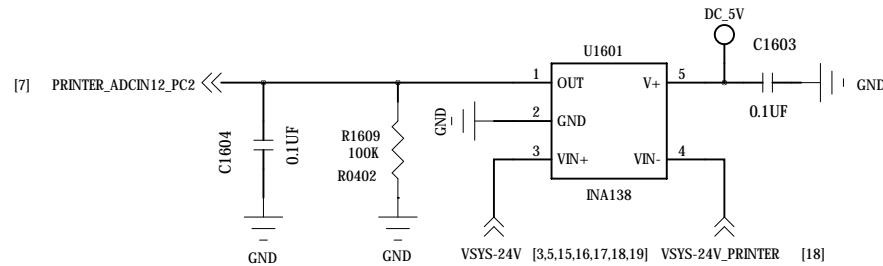 DC_5V
U1601
C1603
[7] PRINTER_ADCIN12_PC2
1 OUT V+ 5
GND
0.1UF
2 GND
GND
C1604
0.1UF
R1609
100K
R0402
3 VIN+ VIN- 4
INA138
GND
GND
VSYS-24V [3,5,15,16,17,18,19] VSYS-24V_PRINTER [18]